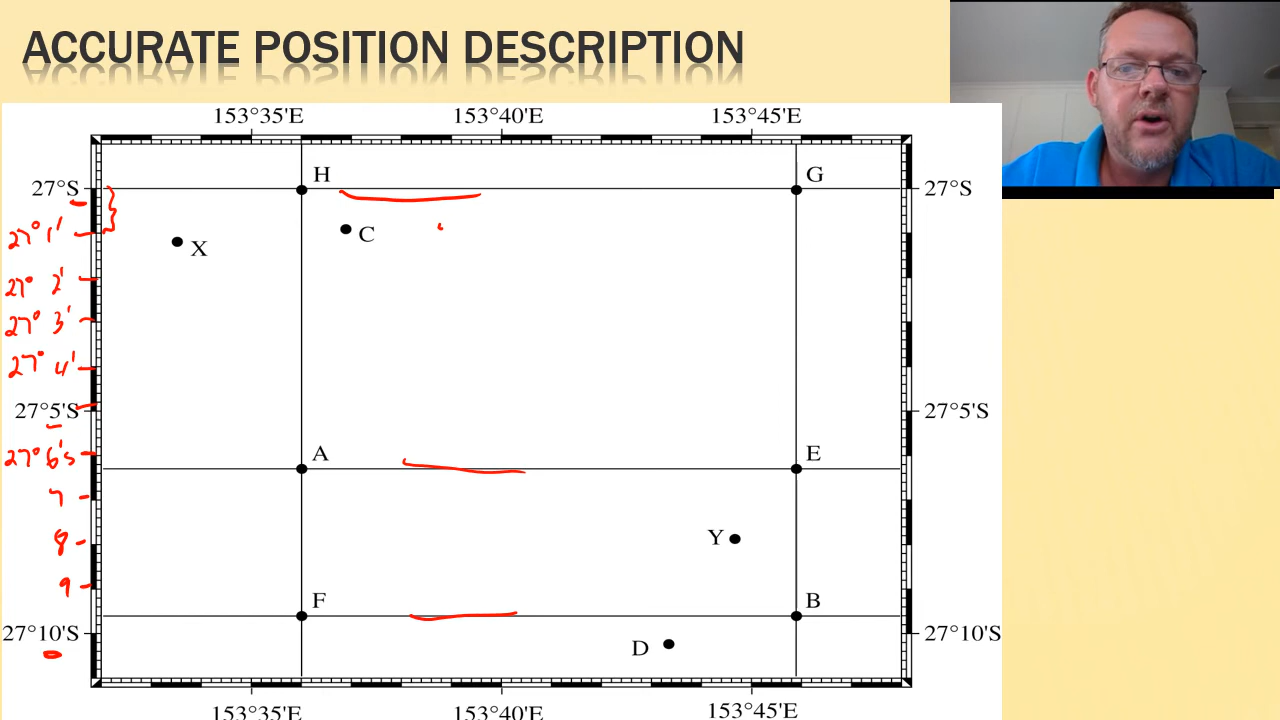 ACCURATE POSITION DESCRIPTION
153°35'E 153°40'E 153°45'E
H G
27°S 27°S
C
27° 1'
X
27° 2'
27° 3'
27° 4'
27°5'S 27°5'S
A E
27° 6's
7
Y
8
9
F B
27°10'S 27°10'S
D
153°35'E 153°40'E 153°45'E